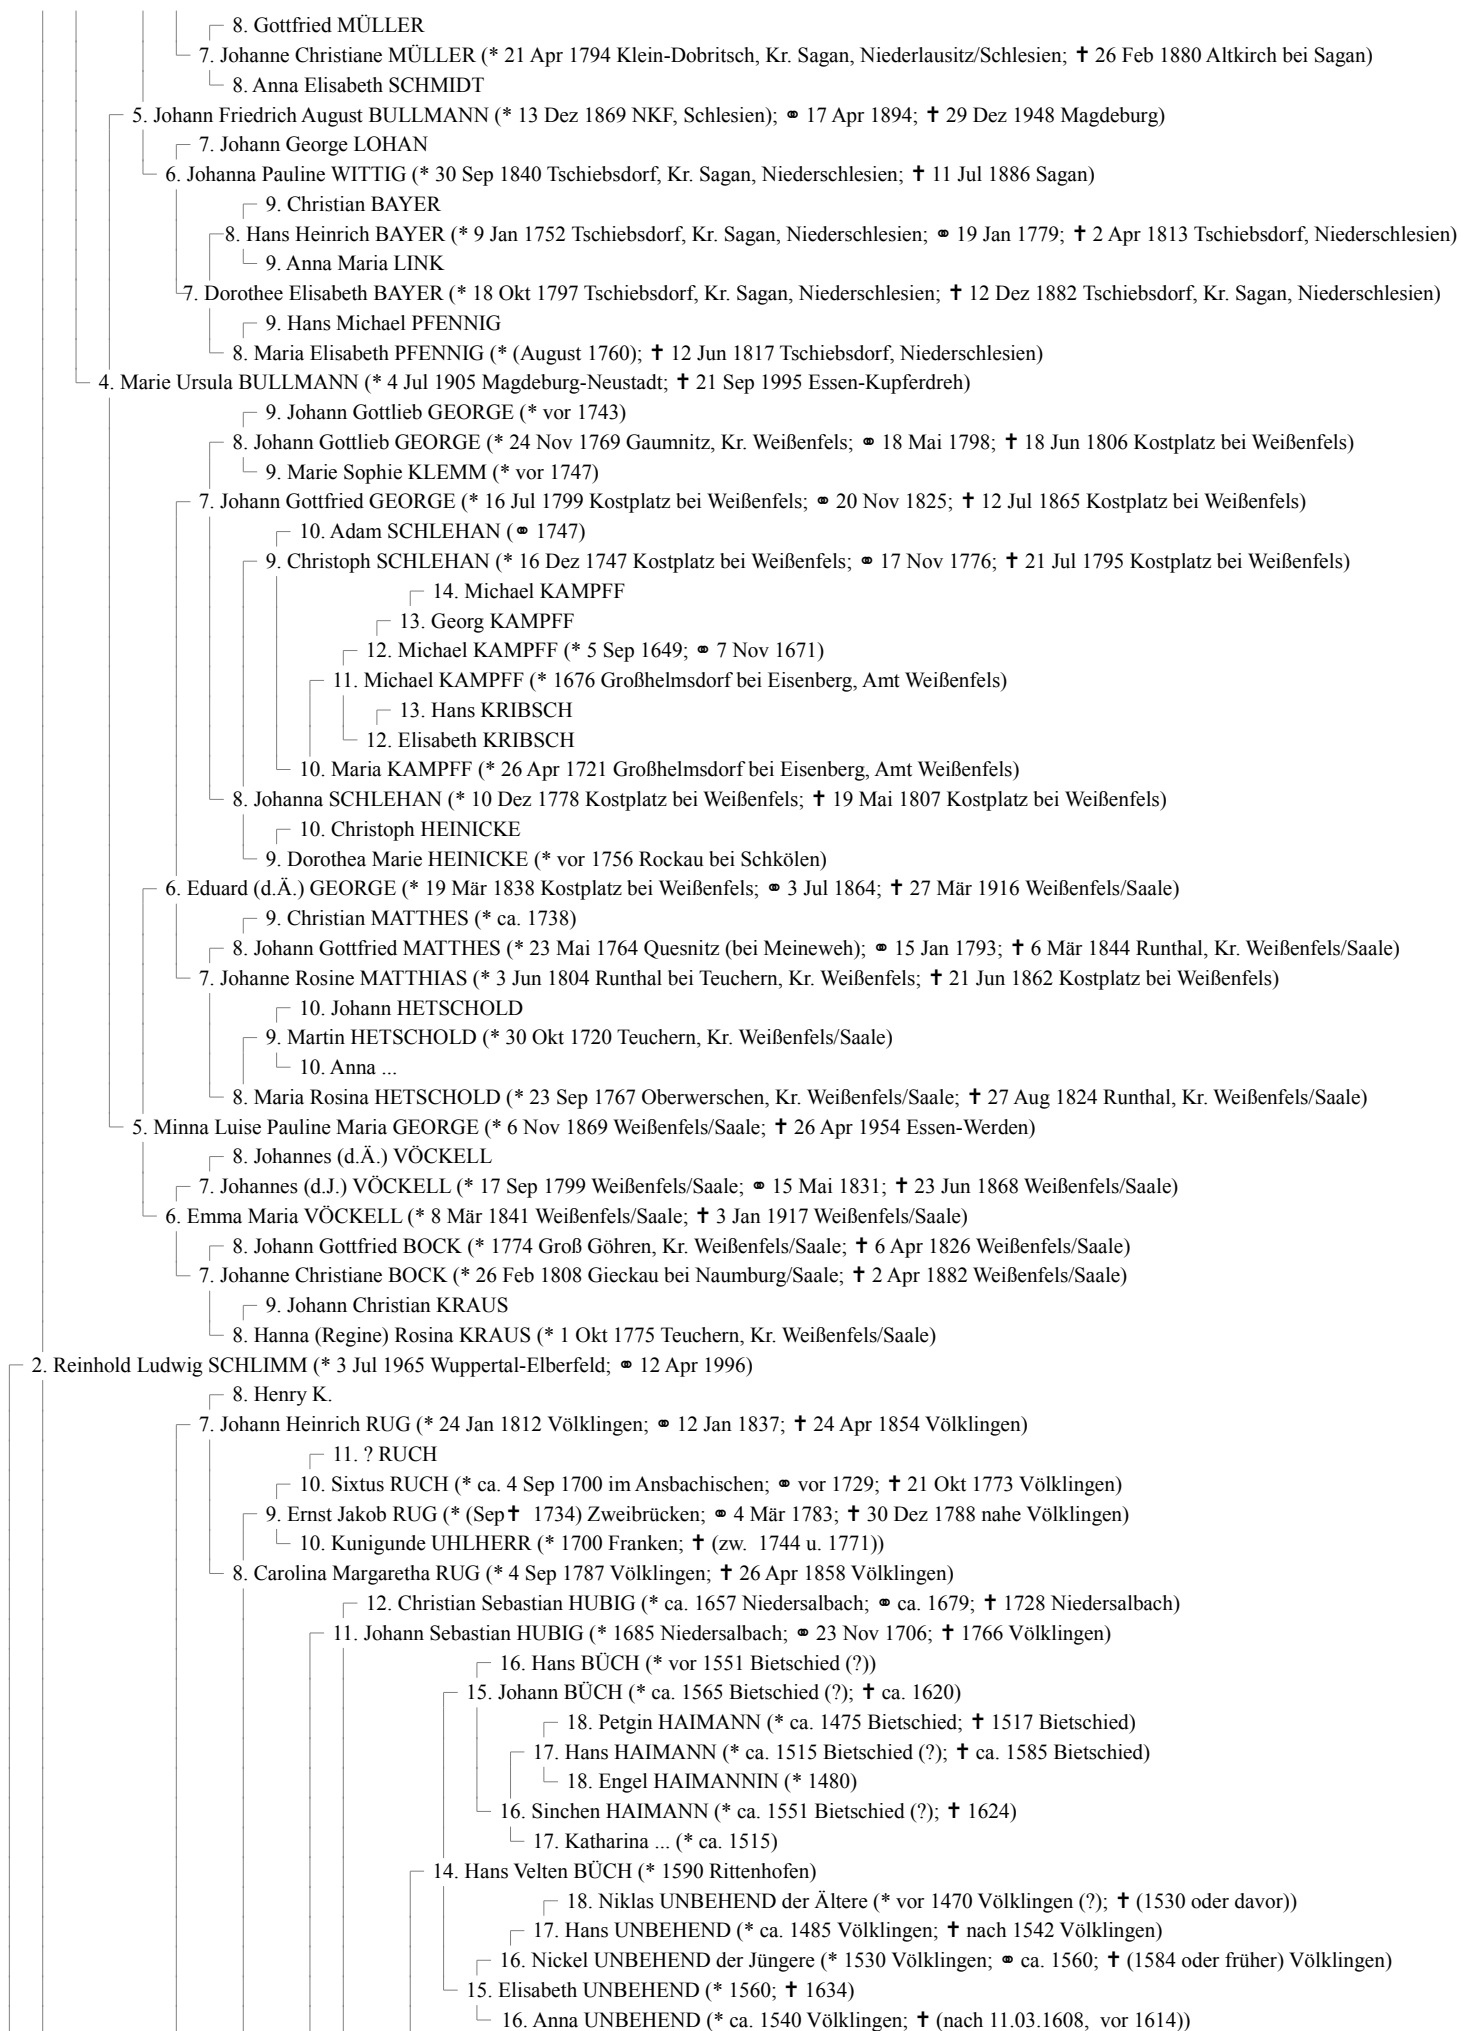 8. Gottfried MÜLLER
7. Johanne Christiane MÜLLER (* 21 Apr 1794 Klein-Dobritsch, Kr. Sagan, Niederlausitz/Schlesien; ✝ 26 Feb 1880 Altkirch bei Sagan)
8. Anna Elisabeth SCHMIDT
5. Johann Friedrich August BULLMANN (* 13 Dez 1869 NKF, Schlesien); ⚭ 17 Apr 1894; ✝ 29 Dez 1948 Magdeburg)
7. Johann George LOHAN
6. Johanna Pauline WITTIG (* 30 Sep 1840 Tschiebsdorf, Kr. Sagan, Niederschlesien; ✝ 11 Jul 1886 Sagan)
9. Christian BAYER
8. Hans Heinrich BAYER (* 9 Jan 1752 Tschiebsdorf, Kr. Sagan, Niederschlesien; ⚭ 19 Jan 1779; ✝ 2 Apr 1813 Tschiebsdorf, Niederschlesien)
9. Anna Maria LINK
7. Dorothee Elisabeth BAYER (* 18 Okt 1797 Tschiebsdorf, Kr. Sagan, Niederschlesien; ✝ 12 Dez 1882 Tschiebsdorf, Kr. Sagan, Niederschlesien)
9. Hans Michael PFENNIG
8. Maria Elisabeth PFENNIG (* (August 1760); ✝ 12 Jun 1817 Tschiebsdorf, Niederschlesien)
4. Marie Ursula BULLMANN (* 4 Jul 1905 Magdeburg-Neustadt; ✝ 21 Sep 1995 Essen-Kupferdreh)
9. Johann Gottlieb GEORGE (* vor 1743)
8. Johann Gottlieb GEORGE (* 24 Nov 1769 Gaumnitz, Kr. Weißenfels; ⚭ 18 Mai 1798; ✝ 18 Jun 1806 Kostplatz bei Weißenfels)
9. Marie Sophie KLEMM (* vor 1747)
7. Johann Gottfried GEORGE (* 16 Jul 1799 Kostplatz bei Weißenfels; ⚭ 20 Nov 1825; ✝ 12 Jul 1865 Kostplatz bei Weißenfels)
10. Adam SCHLEHAN (⚭ 1747)
9. Christoph SCHLEHAN (* 16 Dez 1747 Kostplatz bei Weißenfels; ⚭ 17 Nov 1776; ✝ 21 Jul 1795 Kostplatz bei Weißenfels)
14. Michael KAMPFF
13. Georg KAMPFF
12. Michael KAMPFF (* 5 Sep 1649; ⚭ 7 Nov 1671)
11. Michael KAMPFF (* 1676 Großhelmsdorf bei Eisenberg, Amt Weißenfels)
13. Hans KRIBSCH
12. Elisabeth KRIBSCH
10. Maria KAMPFF (* 26 Apr 1721 Großhelmsdorf bei Eisenberg, Amt Weißenfels)
8. Johanna SCHLEHAN (* 10 Dez 1778 Kostplatz bei Weißenfels; ✝ 19 Mai 1807 Kostplatz bei Weißenfels)
10. Christoph HEINICKE
9. Dorothea Marie HEINICKE (* vor 1756 Rockau bei Schkölen)
6. Eduard (d.Ä.) GEORGE (* 19 Mär 1838 Kostplatz bei Weißenfels; ⚭ 3 Jul 1864; ✝ 27 Mär 1916 Weißenfels/Saale)
9. Christian MATTHES (* ca. 1738)
8. Johann Gottfried MATTHES (* 23 Mai 1764 Quesnitz (bei Meineweh); ⚭ 15 Jan 1793; ✝ 6 Mär 1844 Runthal, Kr. Weißenfels/Saale)
7. Johanne Rosine MATTHIAS (* 3 Jun 1804 Runthal bei Teuchern, Kr. Weißenfels; ✝ 21 Jun 1862 Kostplatz bei Weißenfels)
10. Johann HETSCHOLD
9. Martin HETSCHOLD (* 30 Okt 1720 Teuchern, Kr. Weißenfels/Saale)
10. Anna ...
8. Maria Rosina HETSCHOLD (* 23 Sep 1767 Oberwerschen, Kr. Weißenfels/Saale; ✝ 27 Aug 1824 Runthal, Kr. Weißenfels/Saale)
5. Minna Luise Pauline Maria GEORGE (* 6 Nov 1869 Weißenfels/Saale; ✝ 26 Apr 1954 Essen-Werden)
8. Johannes (d.Ä.) VÖCKELL
7. Johannes (d.J.) VÖCKELL (* 17 Sep 1799 Weißenfels/Saale; ⚭ 15 Mai 1831; ✝ 23 Jun 1868 Weißenfels/Saale)
6. Emma Maria VÖCKELL (* 8 Mär 1841 Weißenfels/Saale; ✝ 3 Jan 1917 Weißenfels/Saale)
8. Johann Gottfried BOCK (* 1774 Groß Göhren, Kr. Weißenfels/Saale; ✝ 6 Apr 1826 Weißenfels/Saale)
7. Johanne Christiane BOCK (* 26 Feb 1808 Gieckau bei Naumburg/Saale; ✝ 2 Apr 1882 Weißenfels/Saale)
9. Johann Christian KRAUS
8. Hanna (Regine) Rosina KRAUS (* 1 Okt 1775 Teuchern, Kr. Weißenfels/Saale)
2. Reinhold Ludwig SCHLIMM (* 3 Jul 1965 Wuppertal-Elberfeld; ⚭ 12 Apr 1996)
8. Henry K.
7. Johann Heinrich RUG (* 24 Jan 1812 Völklingen; ⚭ 12 Jan 1837; ✝ 24 Apr 1854 Völklingen)
11. ? RUCH
10. Sixtus RUCH (* ca. 4 Sep 1700 im Ansbachischen; ⚭ vor 1729; ✝ 21 Okt 1773 Völklingen)
9. Ernst Jakob RUG (* (Sep✝ 1734) Zweibrücken; ⚭ 4 Mär 1783; ✝ 30 Dez 1788 nahe Völklingen)
10. Kunigunde UHLHERR (* 1700 Franken; ✝ (zw. 1744 u. 1771))
8. Carolina Margaretha RUG (* 4 Sep 1787 Völklingen; ✝ 26 Apr 1858 Völklingen)
12. Christian Sebastian HUBIG (* ca. 1657 Niedersalbach; ⚭ ca. 1679; ✝ 1728 Niedersalbach)
11. Johann Sebastian HUBIG (* 1685 Niedersalbach; ⚭ 23 Nov 1706; ✝ 1766 Völklingen)
16. Hans BÜCH (* vor 1551 Bietschied (?))
15. Johann BÜCH (* ca. 1565 Bietschied (?); ✝ ca. 1620)
18. Petgin HAIMANN (* ca. 1475 Bietschied; ✝ 1517 Bietschied)
17. Hans HAIMANN (* ca. 1515 Bietschied (?); ✝ ca. 1585 Bietschied)
18. Engel HAIMANNIN (* 1480)
16. Sinchen HAIMANN (* ca. 1551 Bietschied (?); ✝ 1624)
17. Katharina ... (* ca. 1515)
14. Hans Velten BÜCH (* 1590 Rittenhofen)
18. Niklas UNBEHEND der Ältere (* vor 1470 Völklingen (?); ✝ (1530 oder davor))
17. Hans UNBEHEND (* ca. 1485 Völklingen; ✝ nach 1542 Völklingen)
16. Nickel UNBEHEND der Jüngere (* 1530 Völklingen; ⚭ ca. 1560; ✝ (1584 oder früher) Völklingen)
15. Elisabeth UNBEHEND (* 1560; ✝ 1634)
16. Anna UNBEHEND (* ca. 1540 Völklingen; ✝ (nach 11.03.1608, vor 1614))